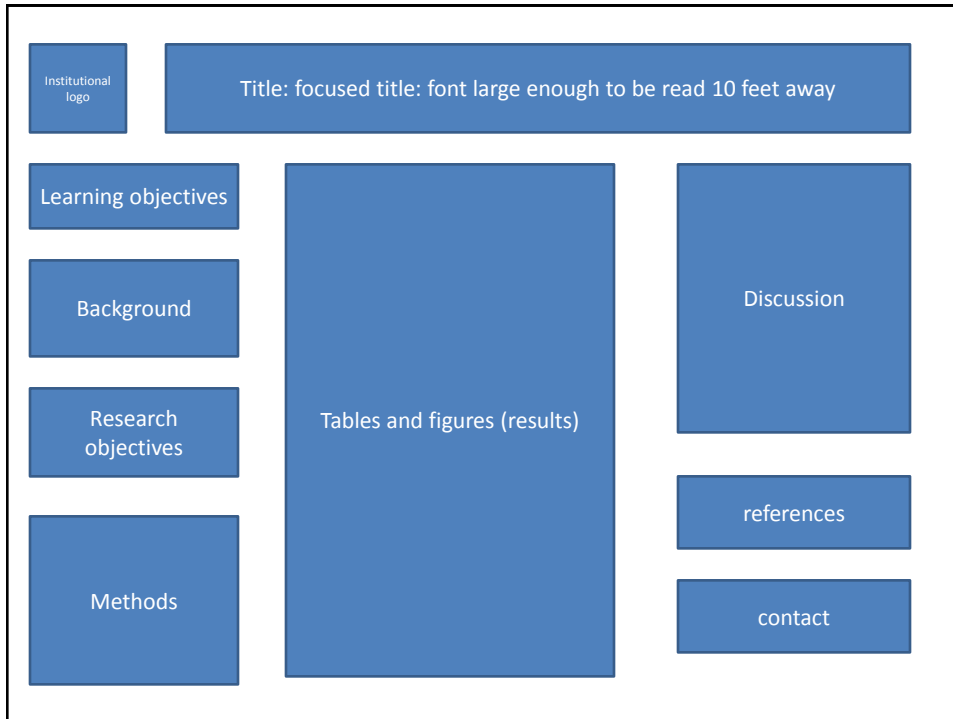 Institutional
logo
Title: focused title: font large enough to be read 10 feet away
Learning objectives
Background
Research
objectives
Methods
Tables and figures (results)
Discussion
references
contact